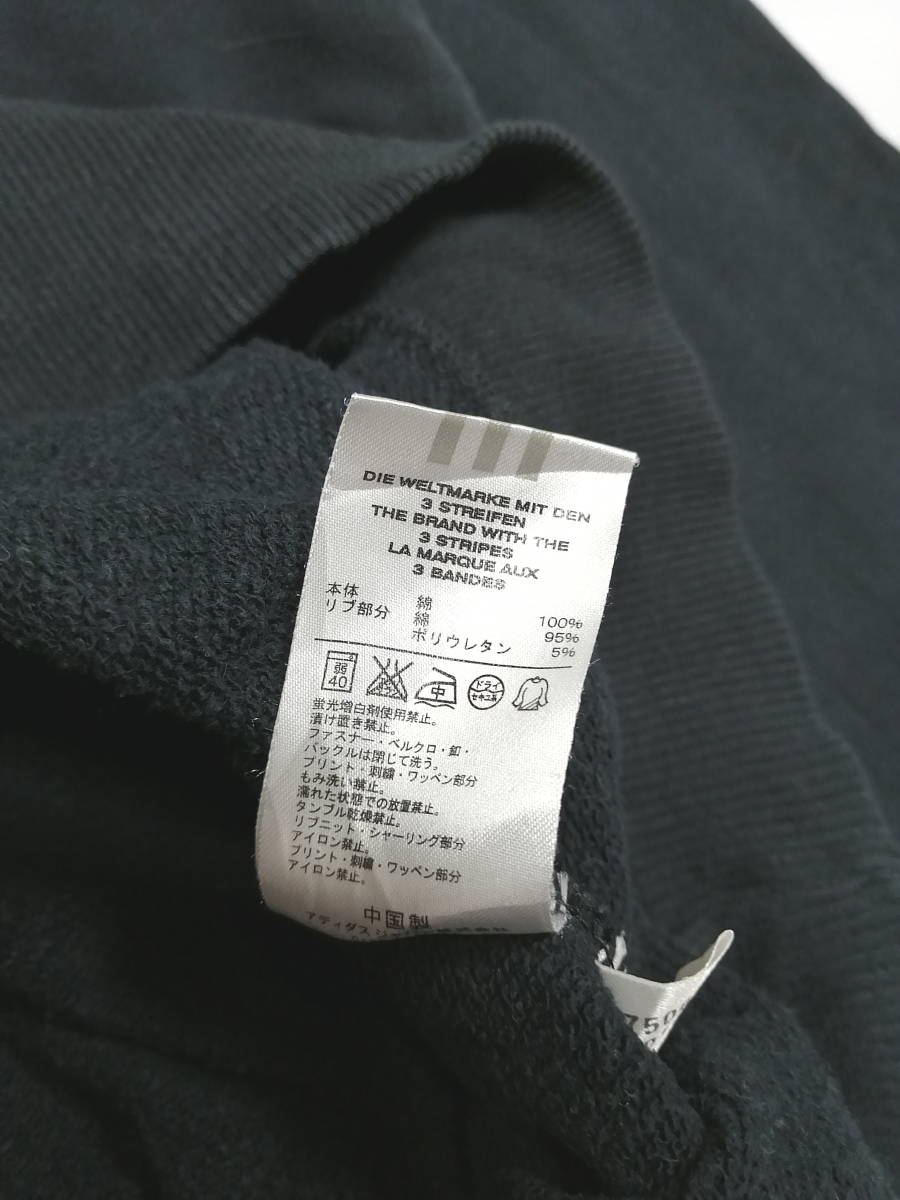 DIE WELTMARKE MIT DEN
3 STREIFEN
THE BRAND WITH THE
3 STRIPES
LA MARQUE AUX
3 BANDES
本体 綿 100%
リブ部分 綿 95%
ポリウレタン 5%
弱
40
中
ドライ
セキユ系
蛍光増白剤使用禁止。
漬け置き禁止。
ファスナー・ベルクロ・釦・
バックルは閉じて洗う。
プリント・刺繍・ワッペン部分
もみ洗い禁止。
濡れた状態での放置禁止。
タンブル乾燥禁止。
リブニット・シャーリング部分
アイロン禁止。
プリント・刺繍・ワッペン部分
アイロン禁止。
中国制
アディダス